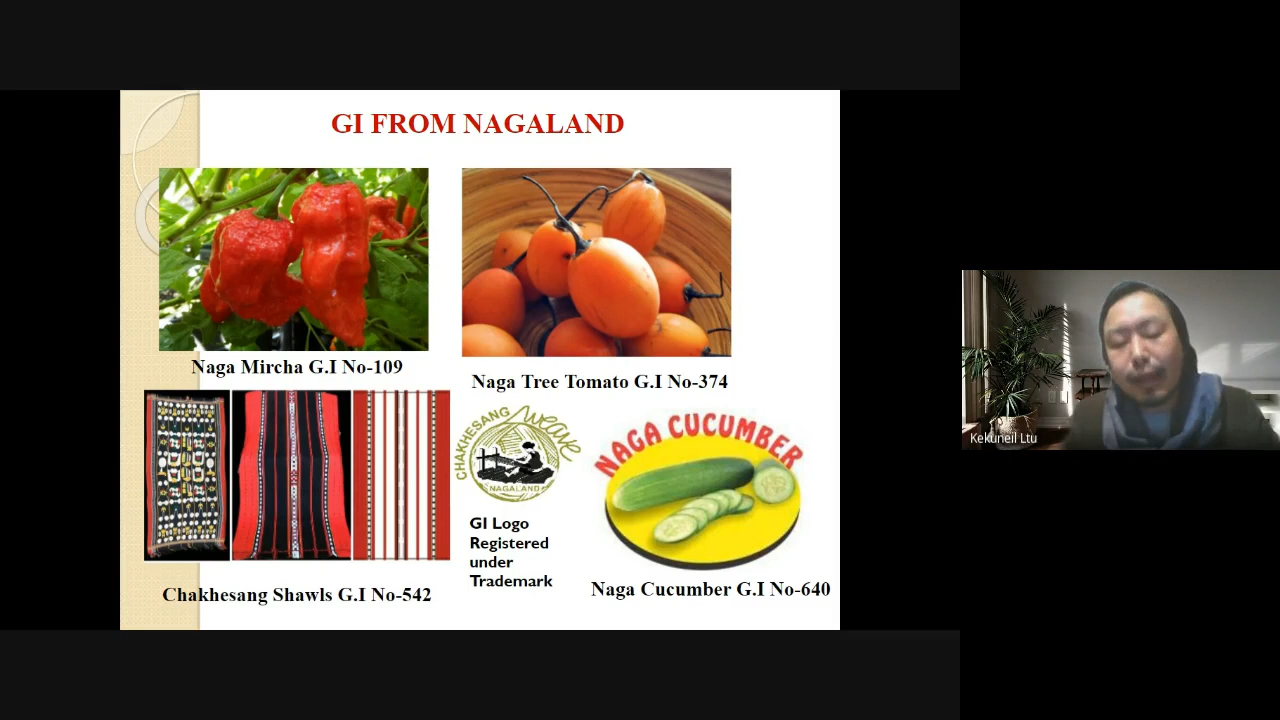 GI FROM NAGALAND
Naga Mircha G.I No-109
Naga Tree Tomato G.I No-374
CHAKHESANG
Weave
NAGALAND
GI Logo
Registered
under
Trademark
NAGA CUCUMBER
Chakhesang Shawls G.I No-542
Naga Cucumber G.I No-640
Kekuneil Ltu